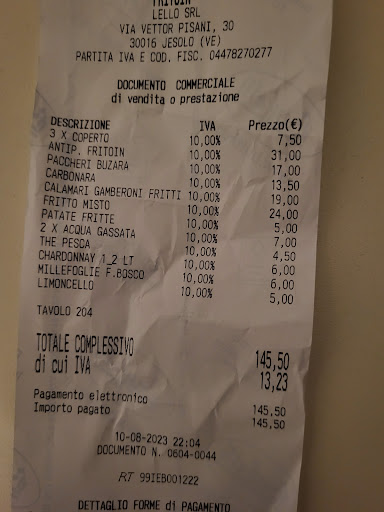 FRITOIN
LELLO SRL
VIA VETTOR PISANI, 30
30016 JESOLO (VE)
PARTITA IVA E COD. FISC. 04478270277
DOCUMENTO COMMERCIALE
di vendita o prestazione
DESCRIZIONE IVA Prezzo(€)
3 X COPERTO 10,00% 7,50
ANTIP. FRITOIN 10,00% 31,00
PACCHERI BUZARA 10,00% 17,00
CARBONARA 10,00% 13,50
CALAMARI GAMBERONI FRITTI 10,00% 19,00
FRITTO MISTO 10,00% 24,00
PATATE FRITTE 10,00% 5,00
2 X ACQUA GASSATA 10,00% 7,00
THE PESCA 10,00% 4,50
CHARDONNAY 1_2 LT 10,00% 6,00
MILLEFOGLIE F.BOSCO 10,00% 6,00
LIMONCELLO 10,00% 5,00
TAVOLO 204
TOTALE COMPLESSIVO 145,50
di cui IVA 13,23
Pagamento elettronico 145,50
Importo pagato 145,50
10-08-2023 22:04
DOCUMENTO N. 0604-0044
RT 99IEB001222
DETTAGLIO FORME di PAGAMENTO